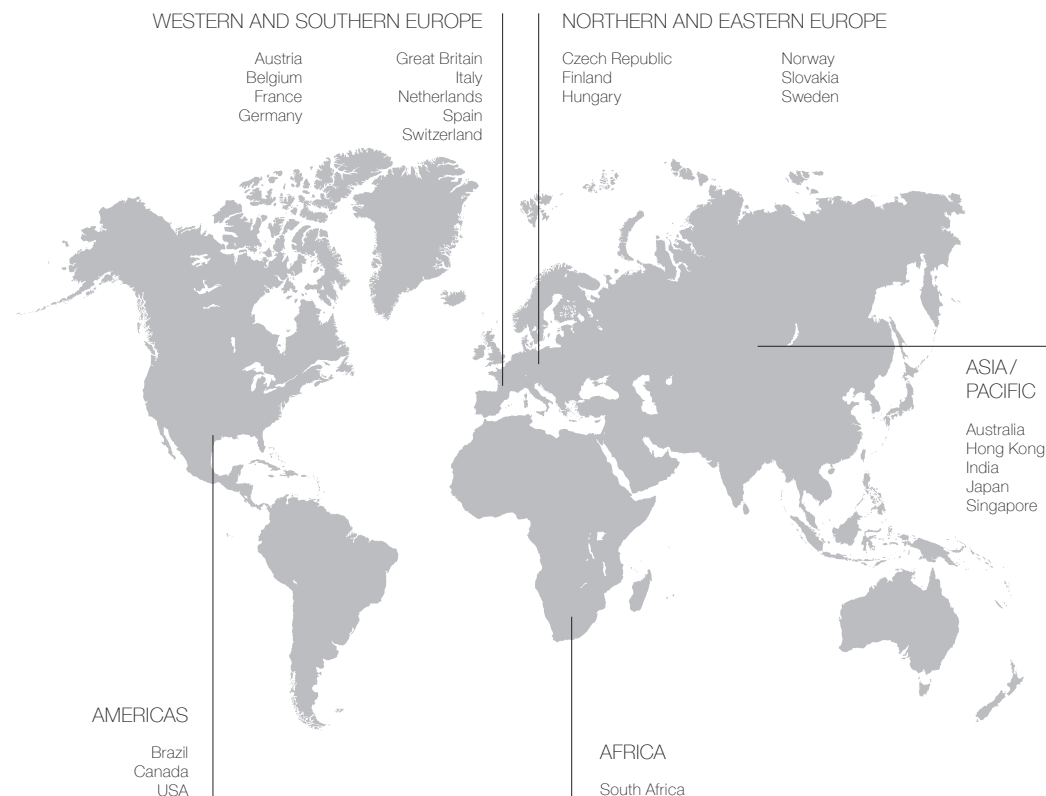 WESTERN AND SOUTHERN EUROPE
Austria
Belgium
France
Germany
Great Britain
Italy
Netherlands
Spain
Switzerland
NORTHERN AND EASTERN EUROPE
Czech Republic
Finland
Hungary
Norway
Slovakia
Sweden
ASIA /
PACIFIC
Australia
Hong Kong
India
Japan
Singapore
AMERICAS
Brazil
Canada
USA
AFRICA
South Africa